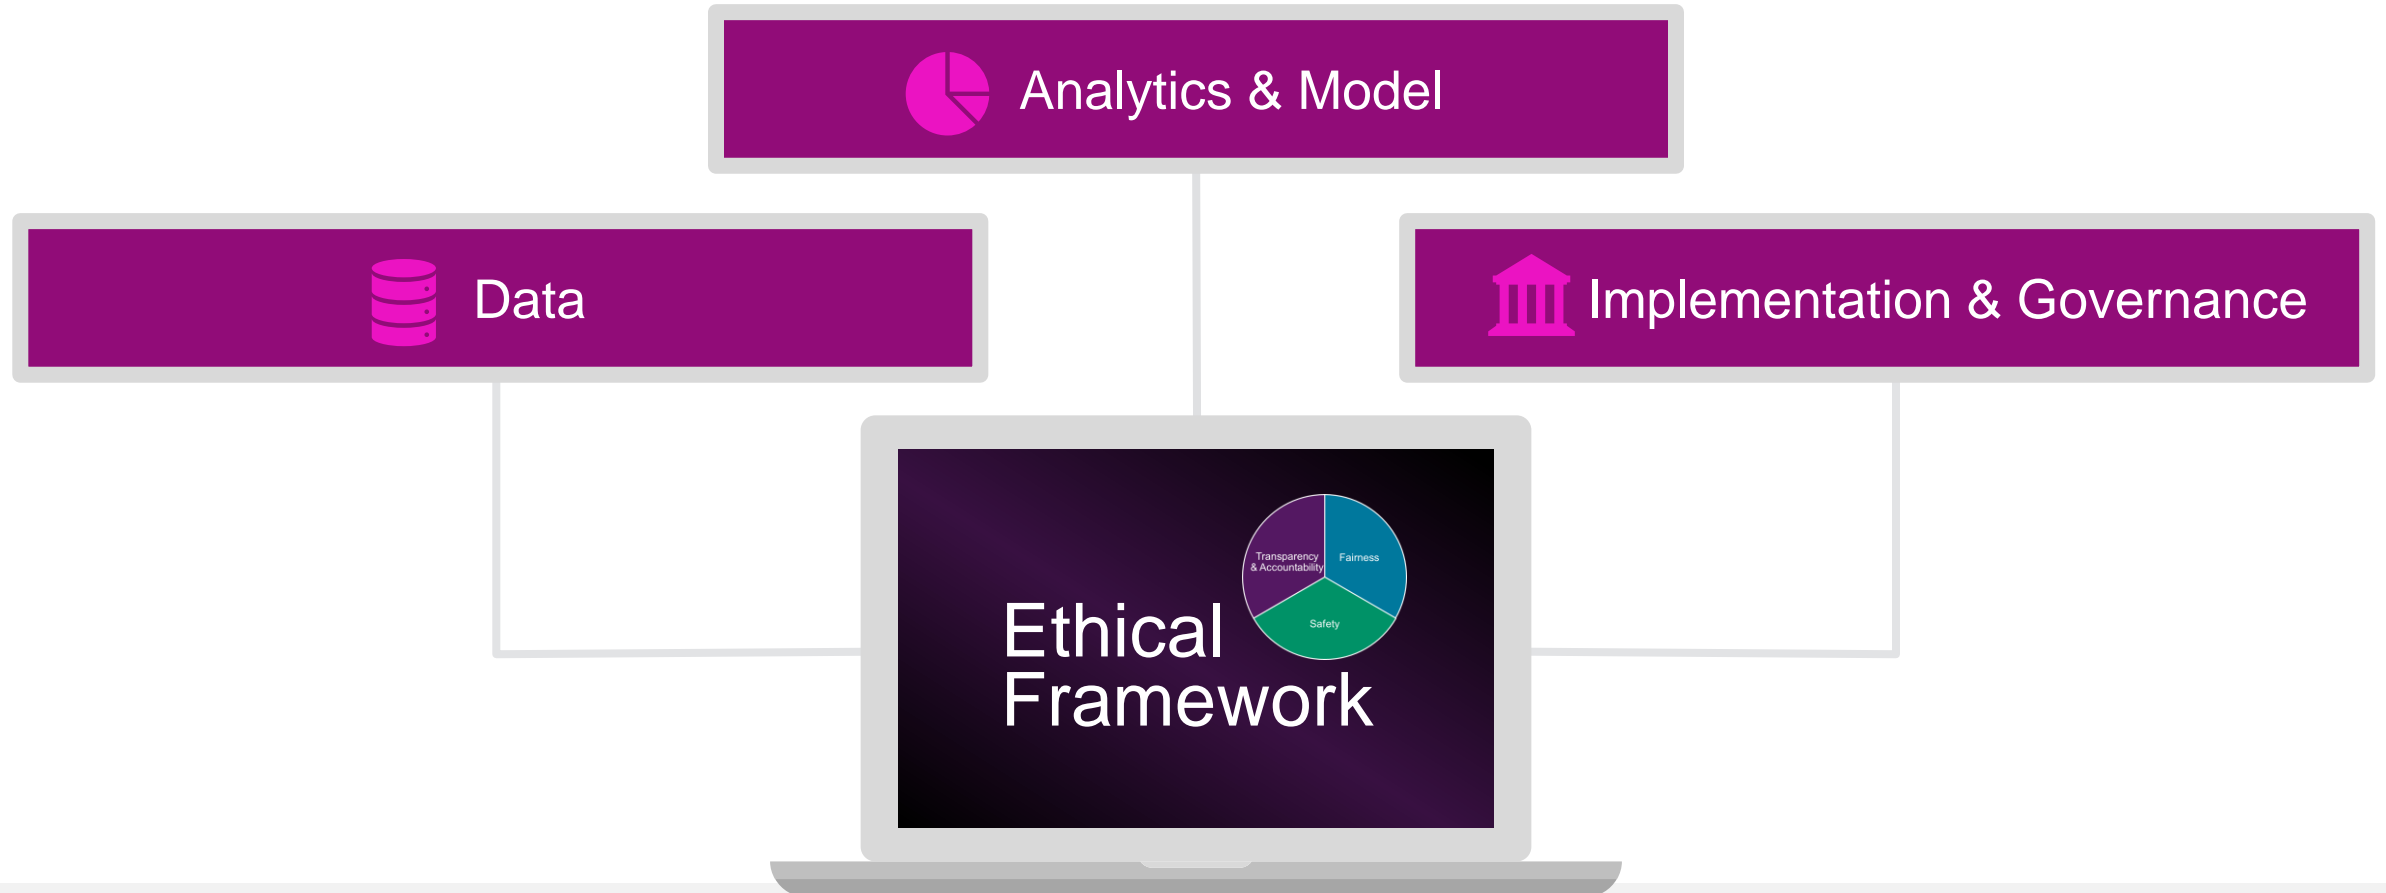 Analytics & Model
Data
Implementation & Governance
Transparency
& Accountability
Fairness
Safety
Ethical
Framework